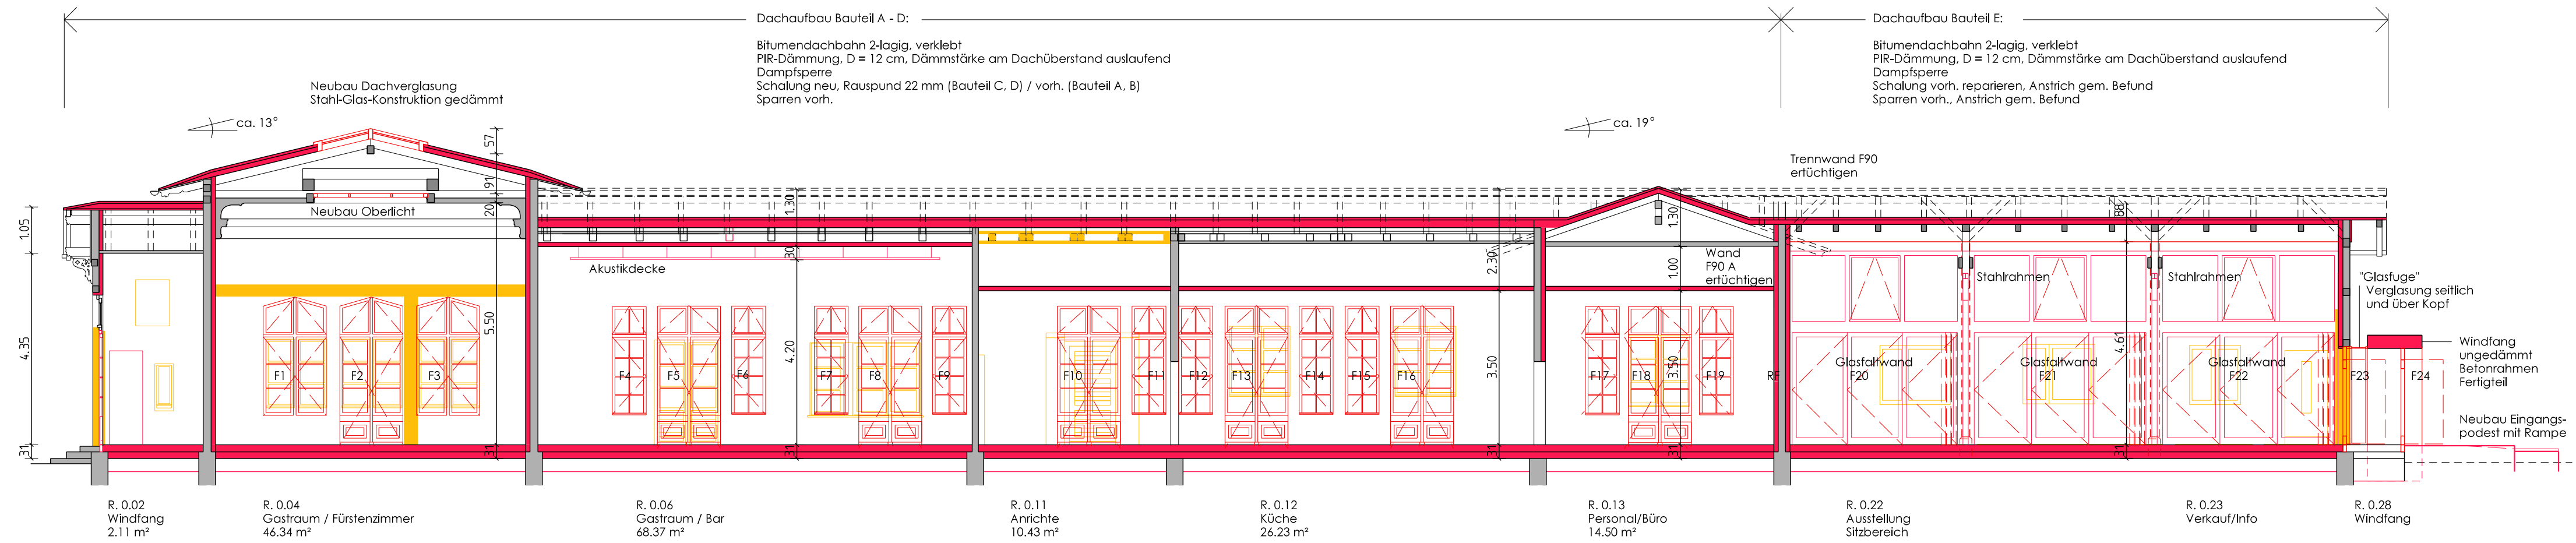 Dachaufbau Bauteil A - D:
Bitumendachbahn 2-lagig, verklebt
PIR-Dämmung, D = 12 cm, Dämmstärke am Dachüberstand auslaufend
Dampfsperre
Schalung neu, Rauspund 22 mm (Bauteil C, D) / vorh. (Bauteil A, B)
Sparren vorh.
Dachaufbau Bauteil E:
Bitumendachbahn 2-lagig, verklebt
PIR-Dämmung, D = 12 cm, Dämmstärke am Dachüberstand auslaufend
Dampfsperre
Schalung vorh. reparieren, Anstrich gem. Befund
Sparren vorh., Anstrich gem. Befund
Neubau Dachverglasung
Stahl-Glas-Konstruktion gedämmt
ca. 13°
ca. 19°
Trennwand F90
ertüchtigen
Neubau Oberlicht
Akustikdecke
Wand
F90 A
ertüchtigen
Stahlrahmen
Stahlrahmen
"Glasfuge"
Verglasung seitlich
und über Kopf
Windfang
ungedämmt
Betonrahmen
Fertigteil
Neubau Eingangs-
podest mit Rampe
1.05
4.35
31
57
91
20
5.50
31
1.30
30
4.20
31
2.30
3.50
31
1.30
1.00
3.50
31
88
4.61
31
F1
F2
F3
F4
F5
F6
F7
F8
F9
F10
F11
F12
F13
F14
F15
F16
F17
F18
F19
RF
Glasfaltwand
F20
Glasfaltwand
F21
Glasfaltwand
F22
F23
F24
R. 0.02
Windfang
2.11 m²
R. 0.04
Gastraum / Fürstenzimmer
46.34 m²
R. 0.06
Gastraum / Bar
68.37 m²
R. 0.11
Anrichte
10.43 m²
R. 0.12
Küche
26.23 m²
R. 0.13
Personal/Büro
14.50 m²
R. 0.22
Ausstellung
Sitzbereich
R. 0.23
Verkauf/Info
R. 0.28
Windfang